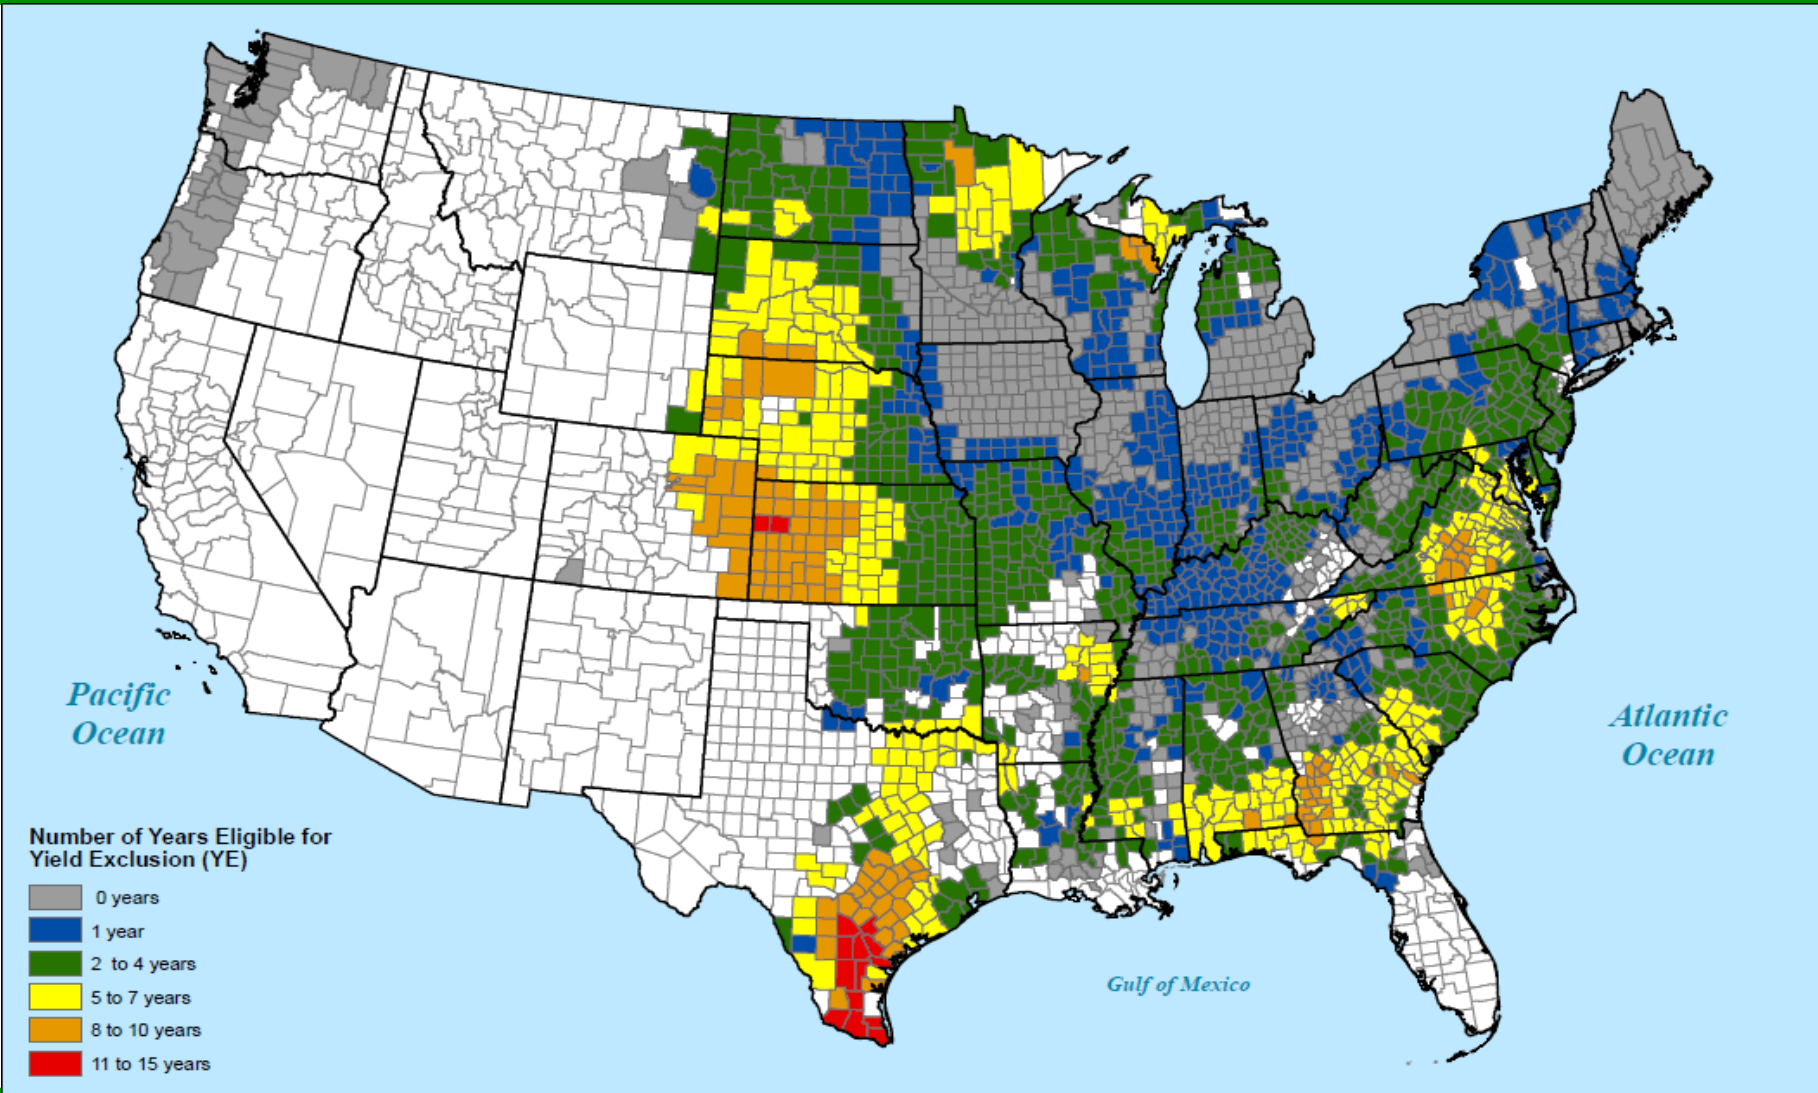 Pacific
Ocean
Atlantic
Ocean
Gulf of Mexico
Number of Years Eligible for
Yield Exclusion (YE)
0 years
1 year
2 to 4 years
5 to 7 years
8 to 10 years
11 to 15 years